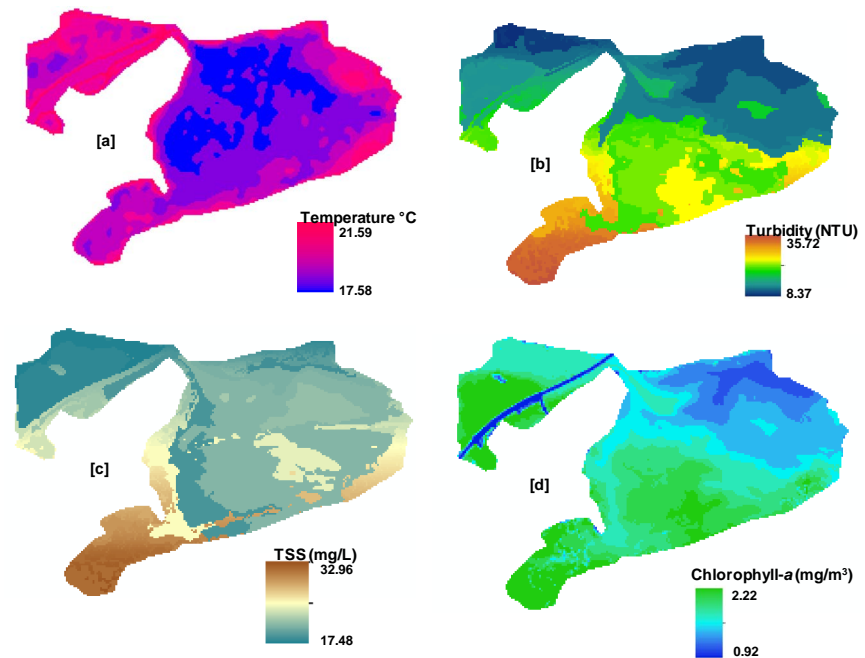 [a]
Temperature °C
21.59
17.58
[b]
Turbidity (NTU)
35.72
8.37
[c]
TSS (mg/L)
32.96
17.48
[d]
Chlorophyll-a (mg/m³)
2.22
0.92